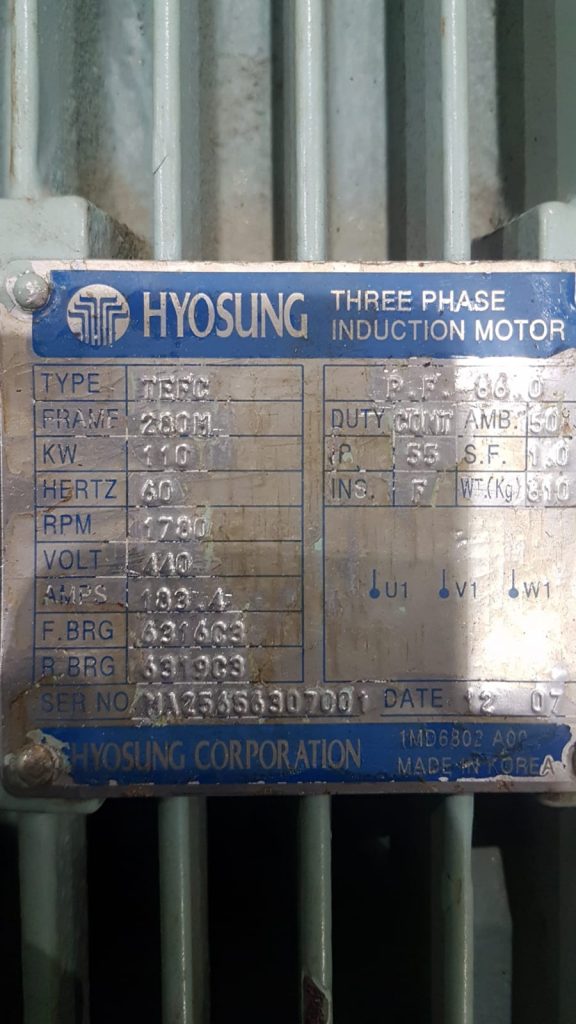 HYOSUNG THREE PHASE
INDUCTION MOTOR
TYPE TEFC P.F. 86.0
FRAME 280M DUTY CONT AMB. 50
KW 110 IP 55 S.F. 1.0
HERTZ 60 INS. F WT.(Kg) 810
RPM 1780
VOLT 440
AMPS 183.4 U1 V1 W1
F.BRG 6316C3
R.BRG 6319C3
SER NO DATE 12 07
HYOSUNG CORPORATION 1MD6802 A00
MADE IN KOREA